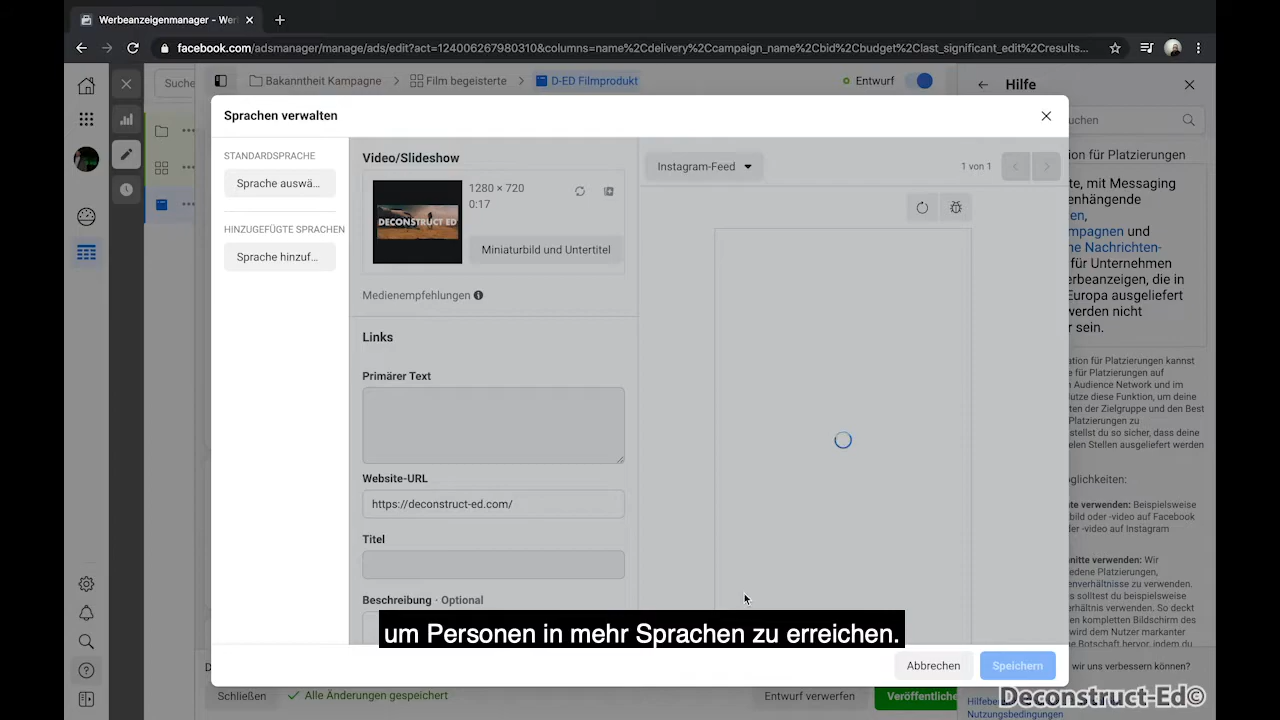 Werbeanzeigenmanager - Wer
facebook.com/adsmanager/manage/ads/edit?act=124006267980310&columns=name%2Cdelivery%2Ccampaign_name%2Cbid%2Cbudget%2Clast_significant_edit%2Cresults...
Suche
Bakanntheit Kampagne
Film begeisterte
D-ED Filmprodukt
Entwurf
Hilfe
uchen
Sprachen verwalten
STANDARDSPRACHE
Sprache auswä...
HINZUGEFÜGTE SPRACHEN
Sprache hinzuf...
Video/Slideshow
1280 × 720
0:17
DECONSTRUCT ED
Miniaturbild und Untertitel
Medienempfehlungen
Links
Primärer Text
Website-URL
https://deconstruct-ed.com/
Titel
Beschreibung · Optional
Instagram-Feed
1 von 1
ion für Platzierungen
te, mit Messaging
enhängende
en,
mpagnen und
ne Nachrichten-
für Unternehmen
erbeanzeigen, die in
Europa ausgeliefert
werden nicht
r sein.
ation für Platzierungen kannst
e für Platzierungen auf
n Audience Network und im
Nutze diese Funktion, um deine
ten der Zielgruppe und den Best
Platzierungen zu
stellst du so sicher, dass deine
elen Stellen ausgeliefert werden
öglichkeiten:
te verwenden: Beispielsweise
bild oder -video auf Facebook
oder -video auf Instagram
nitte verwenden: Wir
edene Platzierungen,
enverhältnisse zu verwenden.
s solltest du beispielsweise
erhältnis verwenden. So deckt
n kompletten Bildschirm des
wird dem Nutzer markanter
e Botschaft hervor, indem du
um Personen in mehr Sprachen zu erreichen.
Abbrechen
Speichern
wir uns verbessern können?
Schließen
Alle Änderungen gespeichert
Entwurf verwerfen
Veröffentliche
Hilfebe
Nutzungsbedingungen
Deconstruct-Ed©